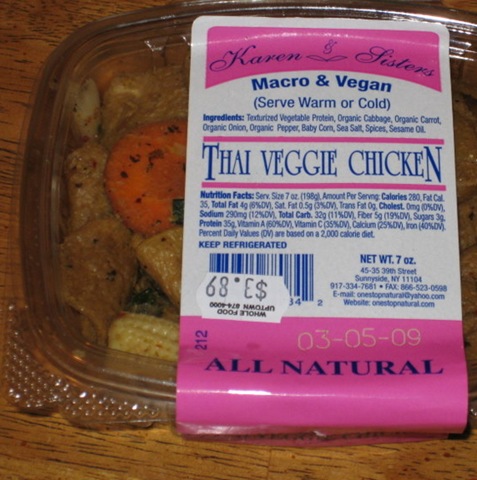 Karen & Sisters
Macro & Vegan
(Serve Warm or Cold)
Ingredients: Texturized Vegetable Protein, Organic Cabbage, Organic Carrot,
Organic Onion, Organic Pepper, Baby Corn, Sea Salt, Spices, Sesame Oil.
THAI VEGGIE CHICKEN
Nutrition Facts: Serv. Size 7 oz. (198g), Amount Per Servng: Calories 280, Fat Cal.
35, Total Fat 4g (6%DV), Sat. Fat 0.5g (3%DV), Trans Fat 0g, Cholest. 0mg (0%DV),
Sodium 290mg (12%DV), Total Carb. 32g (11%DV), Fiber 5g (19%DV), Sugars 3g,
Protein 35g, Vitamin A (60%DV), Vitamin C (35%DV), Calcium (25%DV), Iron (40%DV).
Percent Daily Values (DV) are based on a 2,000 calorie diet.
KEEP REFRIGERATED
NET WT. 7 oz.
45-35 39th Street
Sunnyside, NY 11104
917-334-7681 • FAX: 866-523-0598
E-mail: onestopnatural@yahoo.com
Website: onestopnatural.com
84 2
$3.89
WHOLE FOOD
UPTOWN 874-4000
212
03-05-09
ALL NATURAL